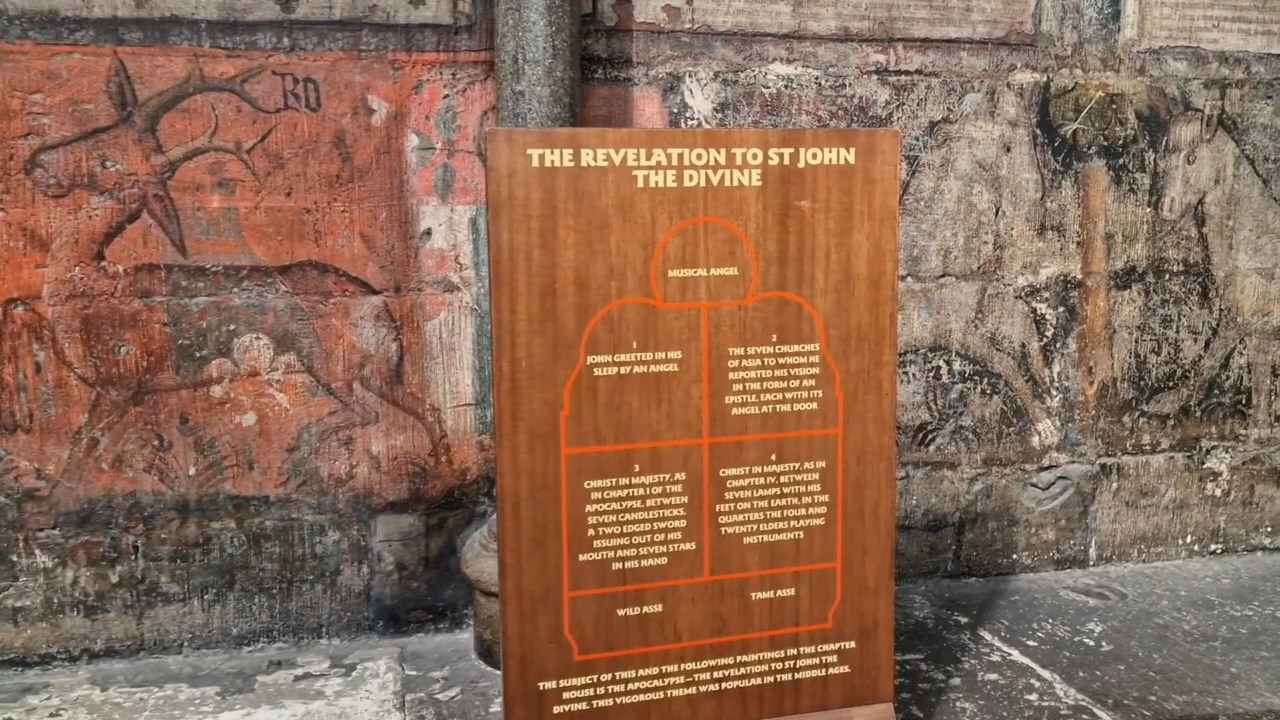 RO
THE REVELATION TO ST JOHN
THE DIVINE
MUSICAL ANGEL
1
JOHN GREETED IN HIS
SLEEP BY AN ANGEL
2
THE SEVEN CHURCHES
OF ASIA TO WHOM HE
REPORTED HIS VISION
IN THE FORM OF AN
EPISTLE, EACH WITH ITS
ANGEL AT THE DOOR
3
CHRIST IN MAJESTY, AS
IN CHAPTER I OF THE
APOCALYPSE, BETWEEN
SEVEN CANDLESTICKS,
A TWO EDGED SWORD
ISSUING OUT OF HIS
MOUTH AND SEVEN STARS
IN HIS HAND
4
CHRIST IN MAJESTY, AS IN
CHAPTER IV, BETWEEN
SEVEN LAMPS WITH HIS
FEET ON THE EARTH, IN THE
QUARTERS THE FOUR AND
TWENTY ELDERS PLAYING
INSTRUMENTS
WILD ASSE
TAME ASSE
THE SUBJECT OF THIS AND THE FOLLOWING PAINTINGS IN THE CHAPTER
HOUSE IS THE APOCALYPSE — THE REVELATION TO ST JOHN THE
DIVINE. THIS VIGOROUS THEME WAS POPULAR IN THE MIDDLE AGES.